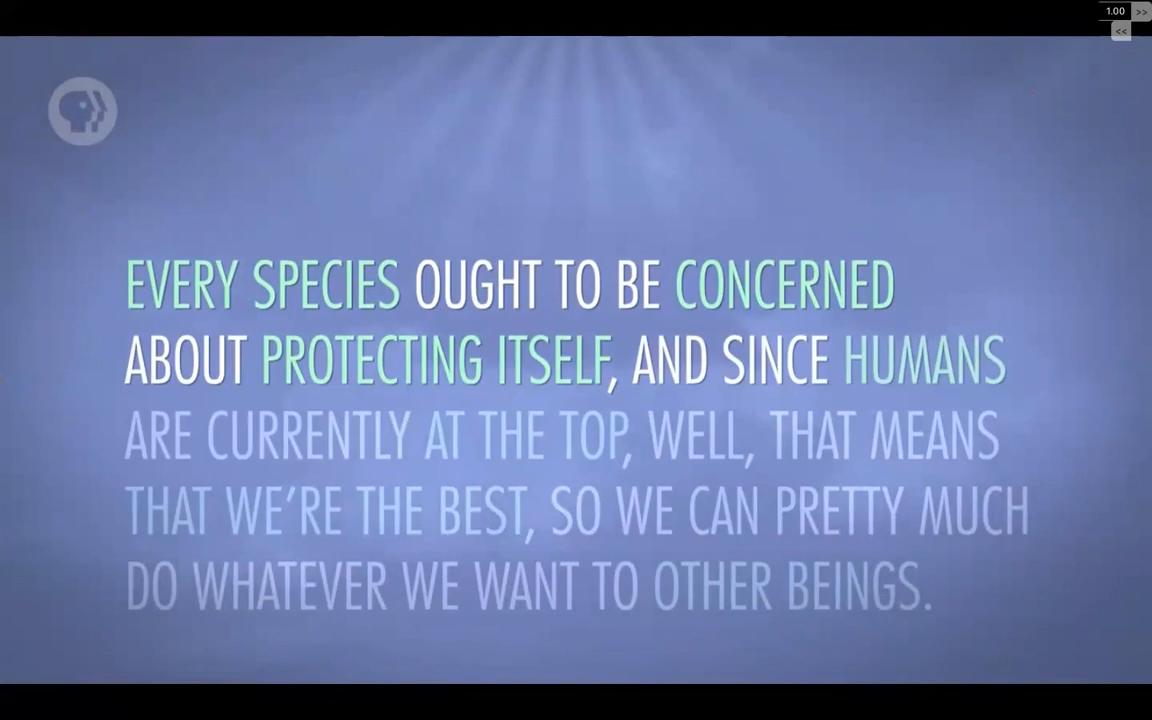 1.00 >>
<<
EVERY SPECIES OUGHT TO BE CONCERNED
ABOUT PROTECTING ITSELF, AND SINCE HUMANS
ARE CURRENTLY AT THE TOP, WELL, THAT MEANS
THAT WE'RE THE BEST, SO WE CAN PRETTY MUCH
DO WHATEVER WE WANT TO OTHER BEINGS.